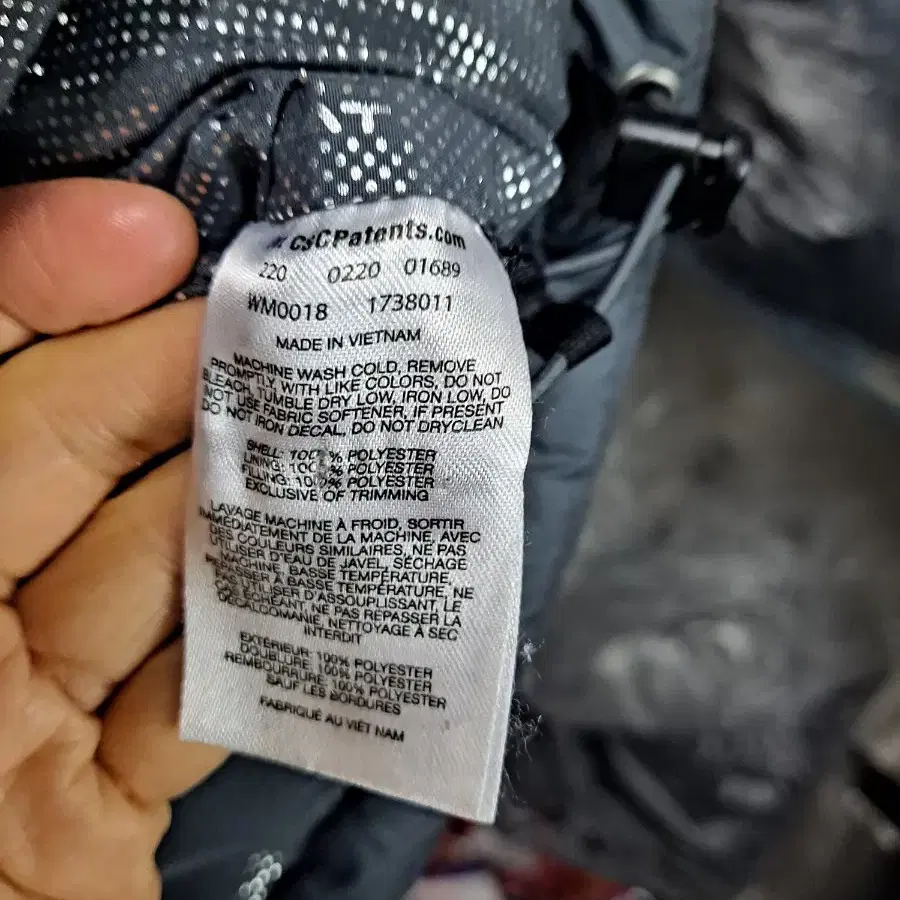 CSCPatents.com
220 0220 01689
WM0018 1738011
MADE IN VIETNAM
MACHINE WASH COLD, REMOVE
PROMPTLY WITH LIKE COLORS, DO NOT
BLEACH, TUMBLE DRY LOW, IRON LOW, DO
NOT USE FABRIC SOFTENER, IF PRESENT
DO NOT IRON DECAL, DO NOT DRYCLEAN
SHELL: 100% POLYESTER
LINING: 100% POLYESTER
FILLING: 100% POLYESTER
EXCLUSIVE OF TRIMMING
LAVAGE MACHINE À FROID, SORTIR
IMMÉDIATEMENT DE LA MACHINE, AVEC
DES COULEURS SIMILAIRES, NE PAS
UTILISER D'EAU DE JAVEL, SÉCHAGE
MACHINE, BASSE TEMPÉRATURE,
REPASSER À BASSE TEMPÉRATURE, NE
PAS UTILISER D'ASSOUPLISSANT, LE
CAS ÉCHÉANT, NE PAS REPASSER LA
DÉCALCOMANIE, NETTOYAGE À SEC
INTERDIT
EXTÉRIEUR: 100% POLYESTER
DOUBLURE: 100% POLYESTER
REMBOURRURE: 100% POLYESTER
SAUF LES BORDURES
FABRIQUÉ AU VIÊT NAM